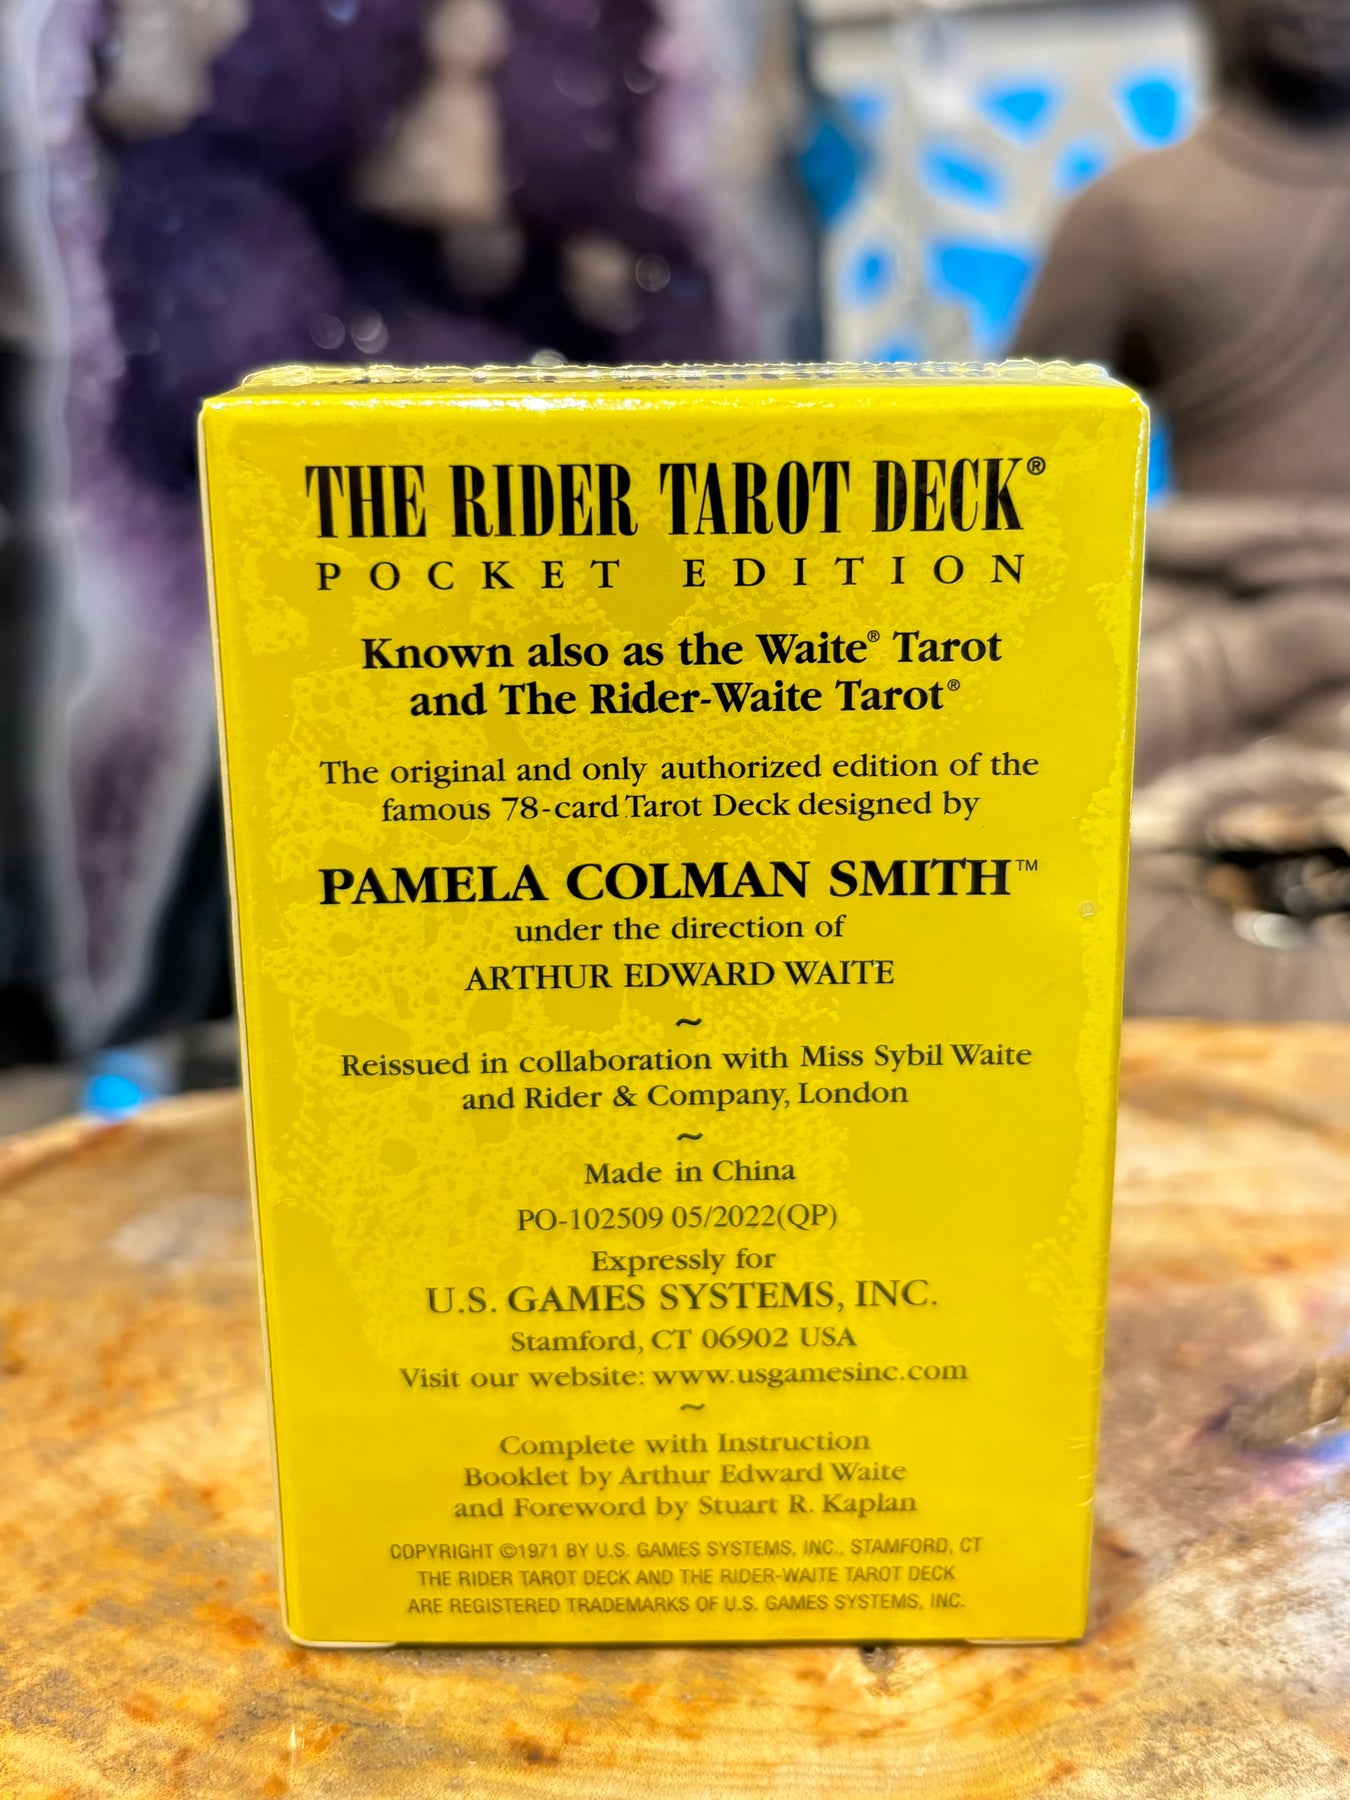 THE RIDER TAROT DECK®
POCKET EDITION
Known also as the Waite® Tarot
and The Rider-Waite Tarot®
The original and only authorized edition of the
famous 78-card Tarot Deck designed by
PAMELA COLMAN SMITH™
under the direction of
ARTHUR EDWARD WAITE
~
Reissued in collaboration with Miss Sybil Waite
and Rider & Company, London
~
Made in China
PO-102509 05/2022(QP)
Expressly for
U.S. GAMES SYSTEMS, INC.
Stamford, CT 06902 USA
Visit our website: www.usgamesinc.com
~
Complete with Instruction
Booklet by Arthur Edward Waite
and Foreword by Stuart R. Kaplan
COPYRIGHT ©1971 BY U.S. GAMES SYSTEMS, INC., STAMFORD, CT
THE RIDER TAROT DECK AND THE RIDER-WAITE TAROT DECK
ARE REGISTERED TRADEMARKS OF U.S. GAMES SYSTEMS, INC.